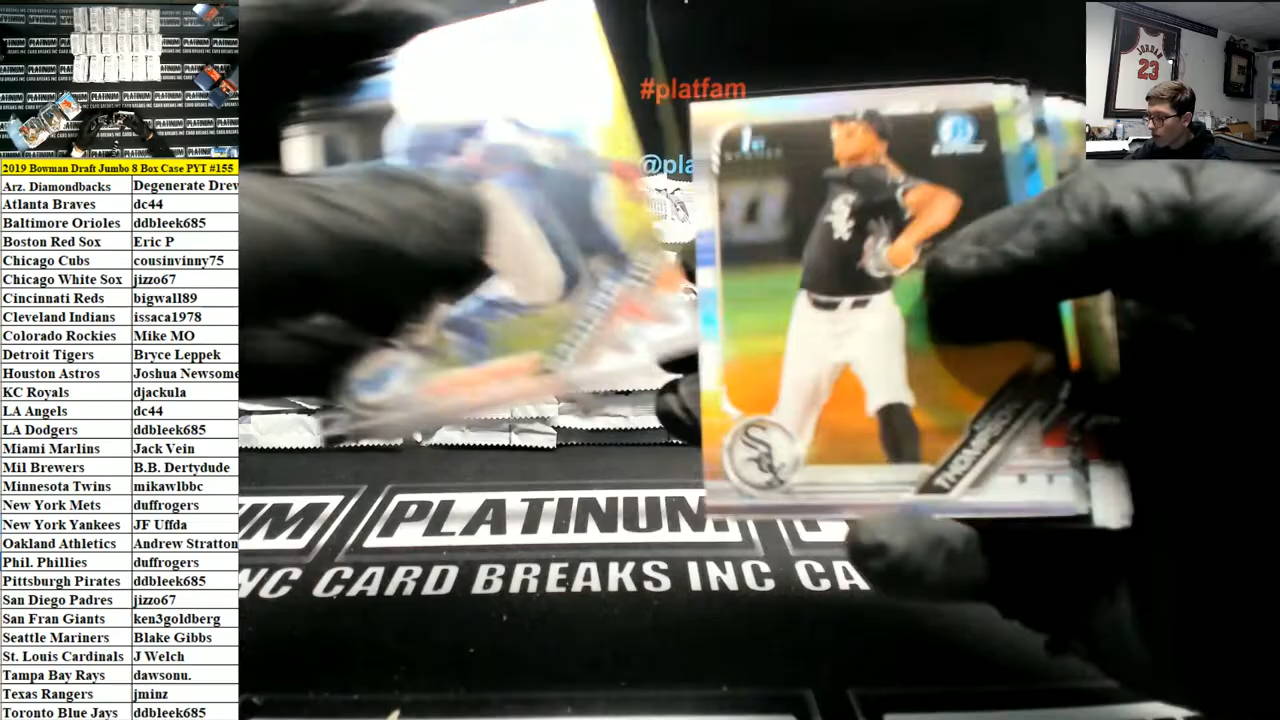 JORDAN
23
#platfam
@pla
1st
THOMPSON
2019 Bowman Draft Jumbo 8 Box Case PYT #155
Arz. Diamondbacks Degenerate Drew
Atlanta Braves dc44
Baltimore Orioles ddbleek685
Boston Red Sox Eric P
Chicago Cubs cousinvinny75
Chicago White Sox jizzo67
Cincinnati Reds bigwall89
Cleveland Indians issaca1978
Colorado Rockies Mike MO
Detroit Tigers Bryce Leppek
Houston Astros Joshua Newsome
KC Royals djackula
LA Angels dc44
LA Dodgers ddbleek685
Miami Marlins Jack Vein
Mil Brewers B.B. Dertydude
Minnesota Twins mikawlbbc
New York Mets duffrogers
New York Yankees JF Uffda
Oakland Athletics Andrew Stratton
Phil. Phillies duffrogers
Pittsburgh Pirates ddbleek685
San Diego Padres jizzo67
San Fran Giants ken3goldberg
Seattle Mariners Blake Gibbs
St. Louis Cardinals J Welch
Tampa Bay Rays dawsonu.
Texas Rangers jminz
Toronto Blue Jays ddbleek685
UM PLATINUM P
NC CARD BREAKS INC CA